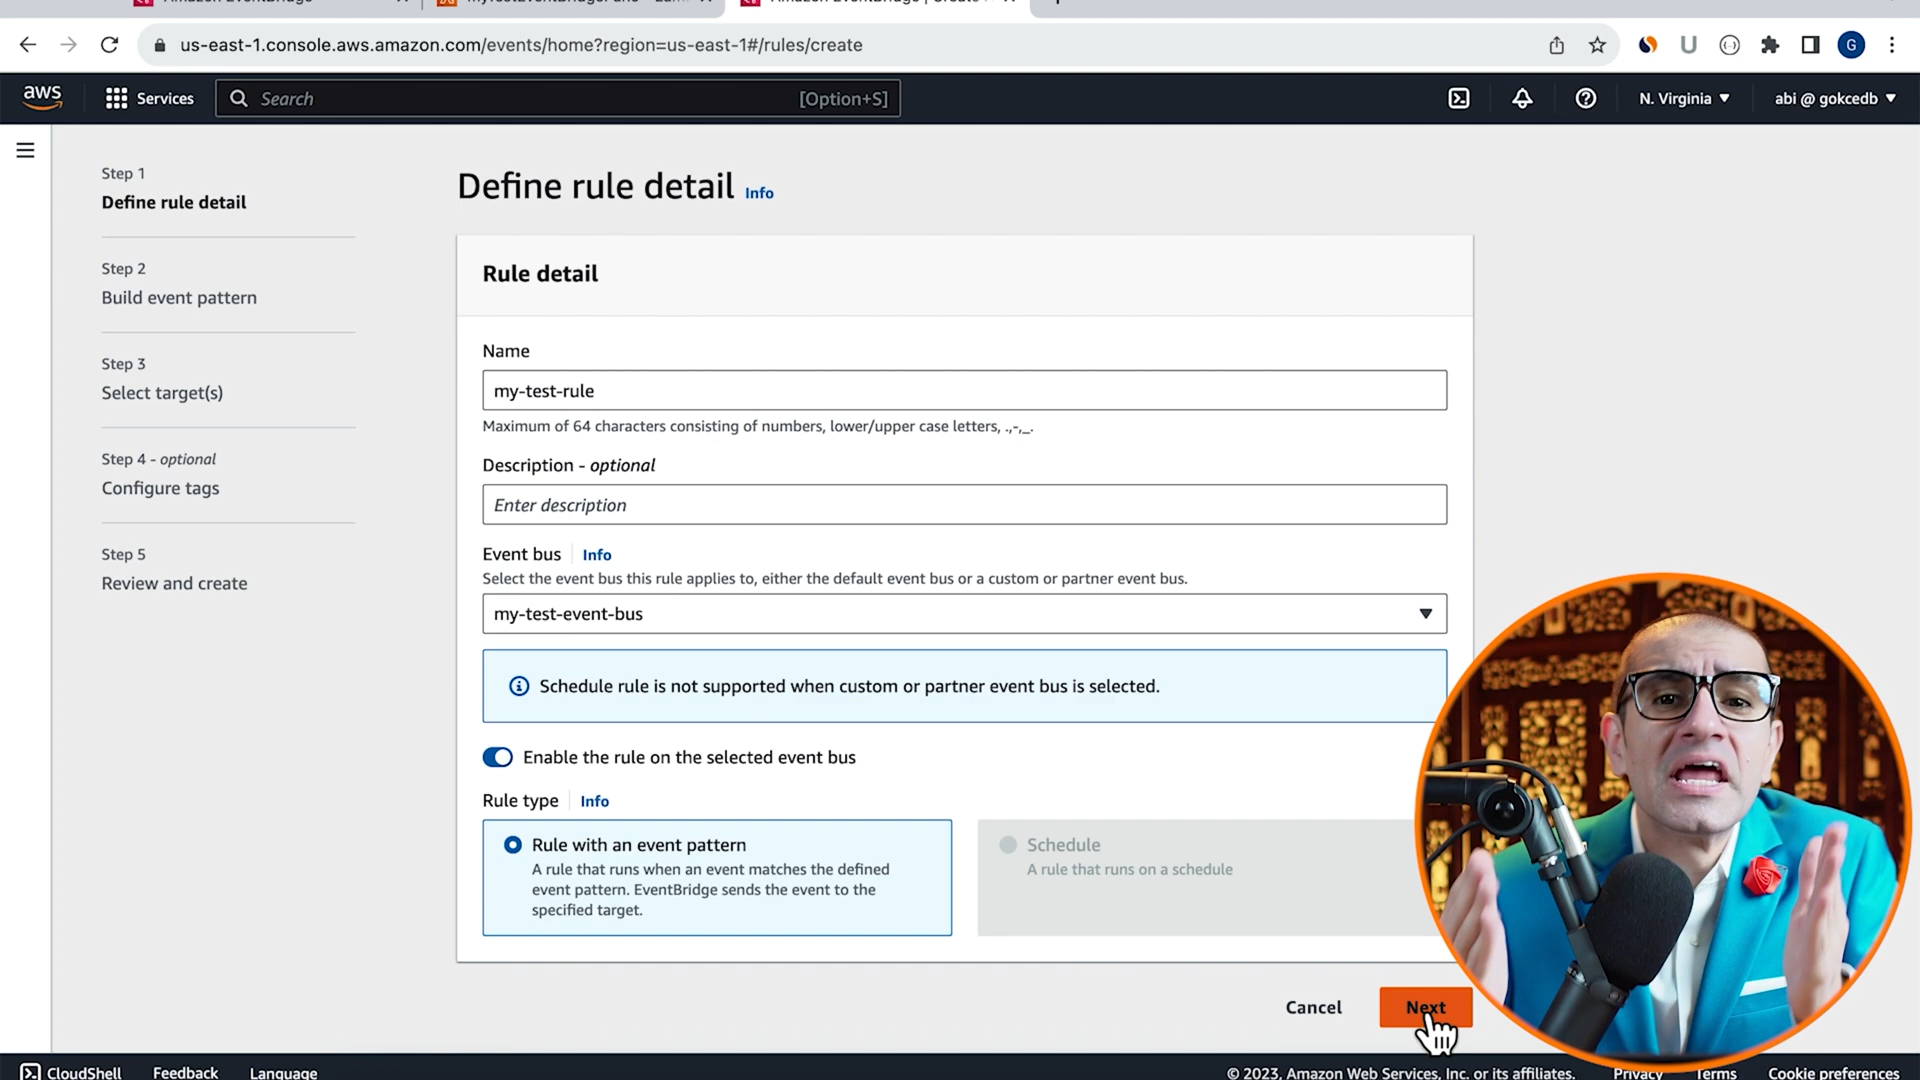 us-east-1.console.aws.amazon.com/events/home?region=us-east-1#/rules/create
G
aws
Services
Search
[Option+S]
N. Virginia
abi @ gokcedb
Step 1
Define rule detail
Step 2
Build event pattern
Step 3
Select target(s)
Step 4 - optional
Configure tags
Step 5
Review and create
Define rule detail Info
Rule detail
Name
my-test-rule
Maximum of 64 characters consisting of numbers, lower/upper case letters, .,-,_.
Description - optional
Enter description
Event bus Info
Select the event bus this rule applies to, either the default event bus or a custom or partner event bus.
my-test-event-bus
Schedule rule is not supported when custom or partner event bus is selected.
Enable the rule on the selected event bus
Rule type Info
Rule with an event pattern
A rule that runs when an event matches the defined
event pattern. EventBridge sends the event to the
specified target.
Schedule
A rule that runs on a schedule
Cancel
Next
CloudShell
Feedback
Language
© 2023, Amazon Web Services, Inc. or its affiliates.
Privacy
Terms
Cookie preferences